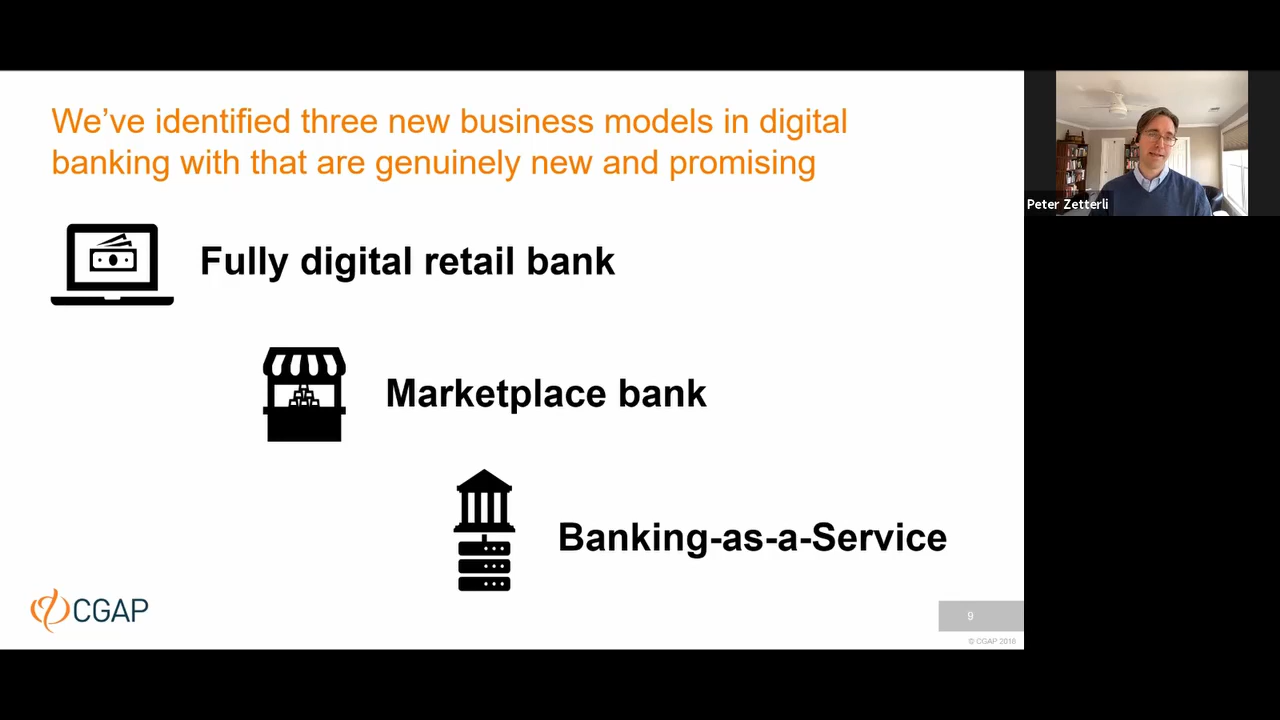 We've identified three new business models in digital
banking with that are genuinely new and promising
Fully digital retail bank
Marketplace bank
Banking-as-a-Service
CGAP
9
© CGAP 2016
Peter Zetterli